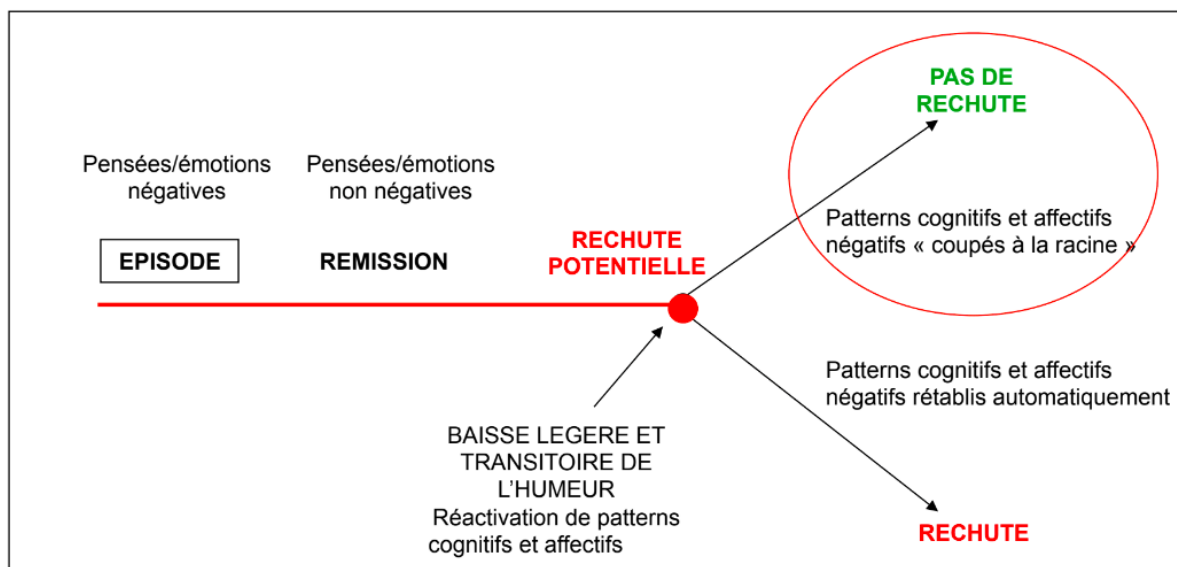 PAS DE
RECHUTE
Pensées/émotions
négatives
Pensées/émotions
non négatives
Patterns cognitifs et affectifs
négatifs « coupés à la racine »
EPISODE
REMISSION
RECHUTE
POTENTIELLE
Patterns cognitifs et affectifs
négatifs rétablis automatiquement
BAISSE LEGERE ET
TRANSITOIRE DE
L’HUMEUR
Réactivation de patterns
cognitifs et affectifs
RECHUTE